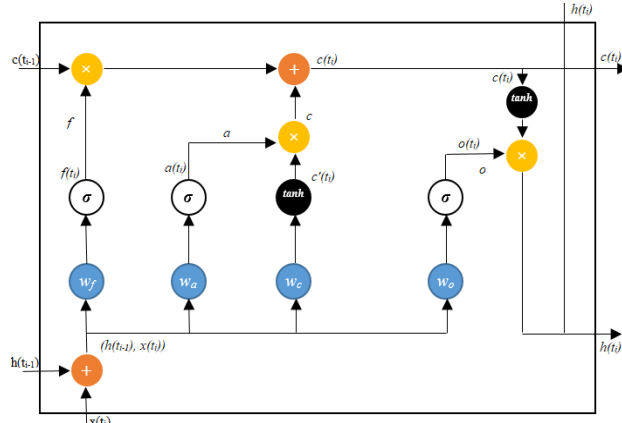 h(tᵢ)
c(tᵢ₋₁)
×
+
c(tᵢ)
c(tᵢ)
c(tᵢ)
tanh
f
a
c
×
o(tᵢ)
×
o
f(tᵢ)
a(tᵢ)
c'(tᵢ)
σ
σ
tanh
σ
w_f
w_a
w_c
w_o
(h(tᵢ₋₁), x(tᵢ))
h(tᵢ)
h(tᵢ₋₁)
+
x(tᵢ)